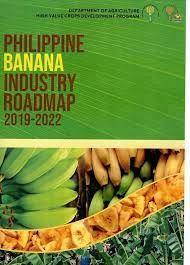 DEPARTMENT OF AGRICULTURE
HIGH VALUE CROPS DEVELOPMENT PROGRAM
PHILIPPINE
BANANA
INDUSTRY
ROADMAP
2019-2022